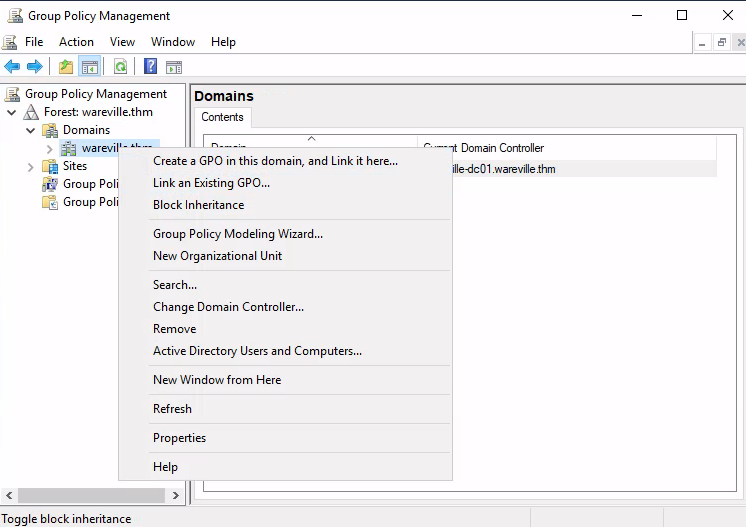 Group Policy Management
File Action View Window Help
Group Policy Management
Forest: wareville.thm
Domains
wareville.thm
Sites
Group Poli
Group Poli
Domains
Contents
Domain Current Domain Controller
ille-dc01.wareville.thm
Create a GPO in this domain, and Link it here...
Link an Existing GPO...
Block Inheritance
Group Policy Modeling Wizard...
New Organizational Unit
Search...
Change Domain Controller...
Remove
Active Directory Users and Computers...
New Window from Here
Refresh
Properties
Help
Toggle block inheritance